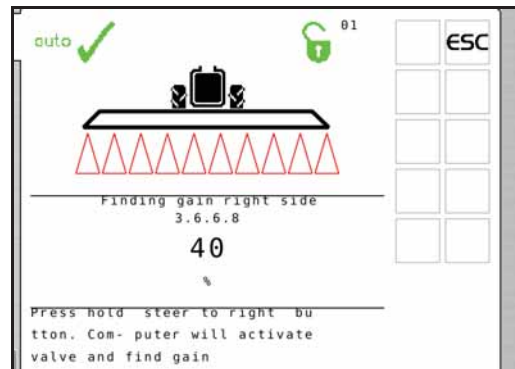 auto
01
ESC
Finding gain right side
3.6.6.8
40
%
Press hold steer to right bu
tton. Com- puter will activate
valve and find gain